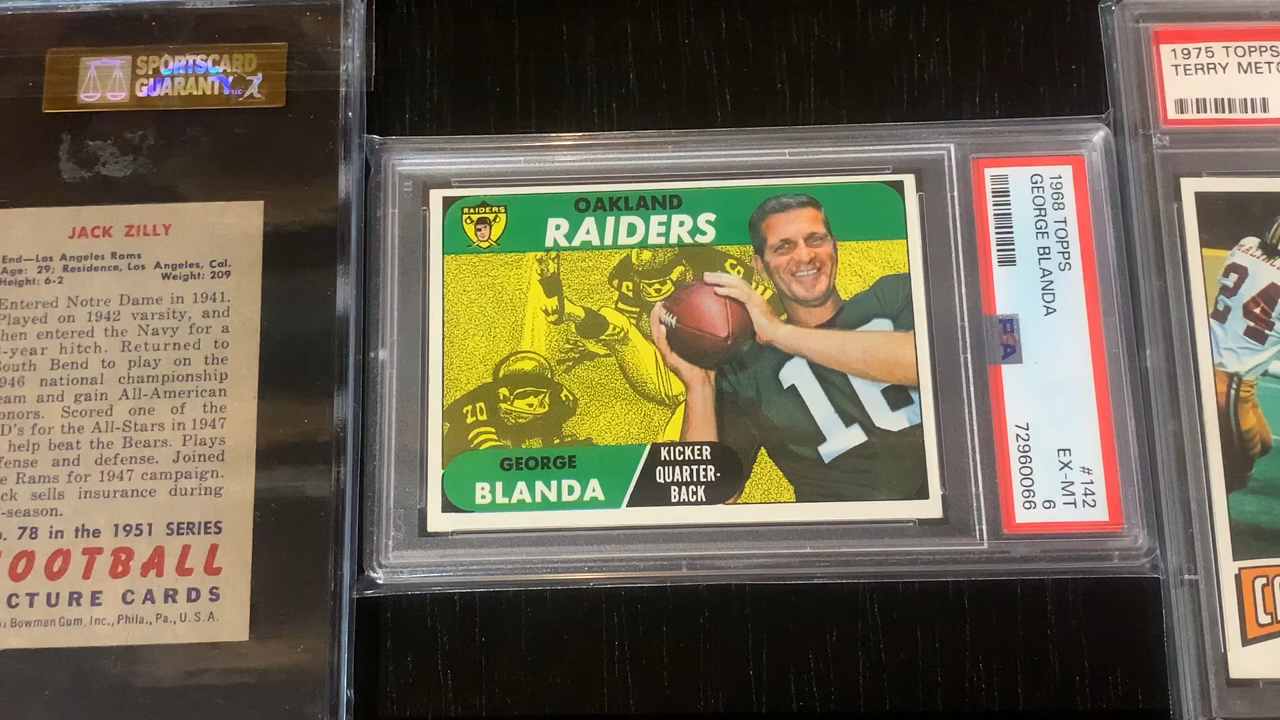 SPORTSCARD
GUARANTY LLC
JACK ZILLY
End—Los Angeles Rams
Age: 29; Residence, Los Angeles, Cal.
Height: 6-2 Weight: 209
Entered Notre Dame in 1941.
Played on 1942 varsity, and
then entered the Navy for a
-year hitch. Returned to
South Bend to play on the
946 national championship
eam and gain All-American
onors. Scored one of the
D's for the All-Stars in 1947
help beat the Bears. Plays
fense and defense. Joined
e Rams for 1947 campaign.
ck sells insurance during
-season.
o. 78 in the 1951 SERIES
OOTBALL
CTURE CARDS
Bowman Gum, Inc., Phila., Pa., U. S. A.
RAIDERS
OAKLAND
RAIDERS
70
16
GEORGE
BLANDA
KICKER
QUARTER-
BACK
1968 TOPPS
GEORGE BLANDA
PSA
#142
EX-MT
6
72960066
1975 TOPPS
TERRY METC
24
CO